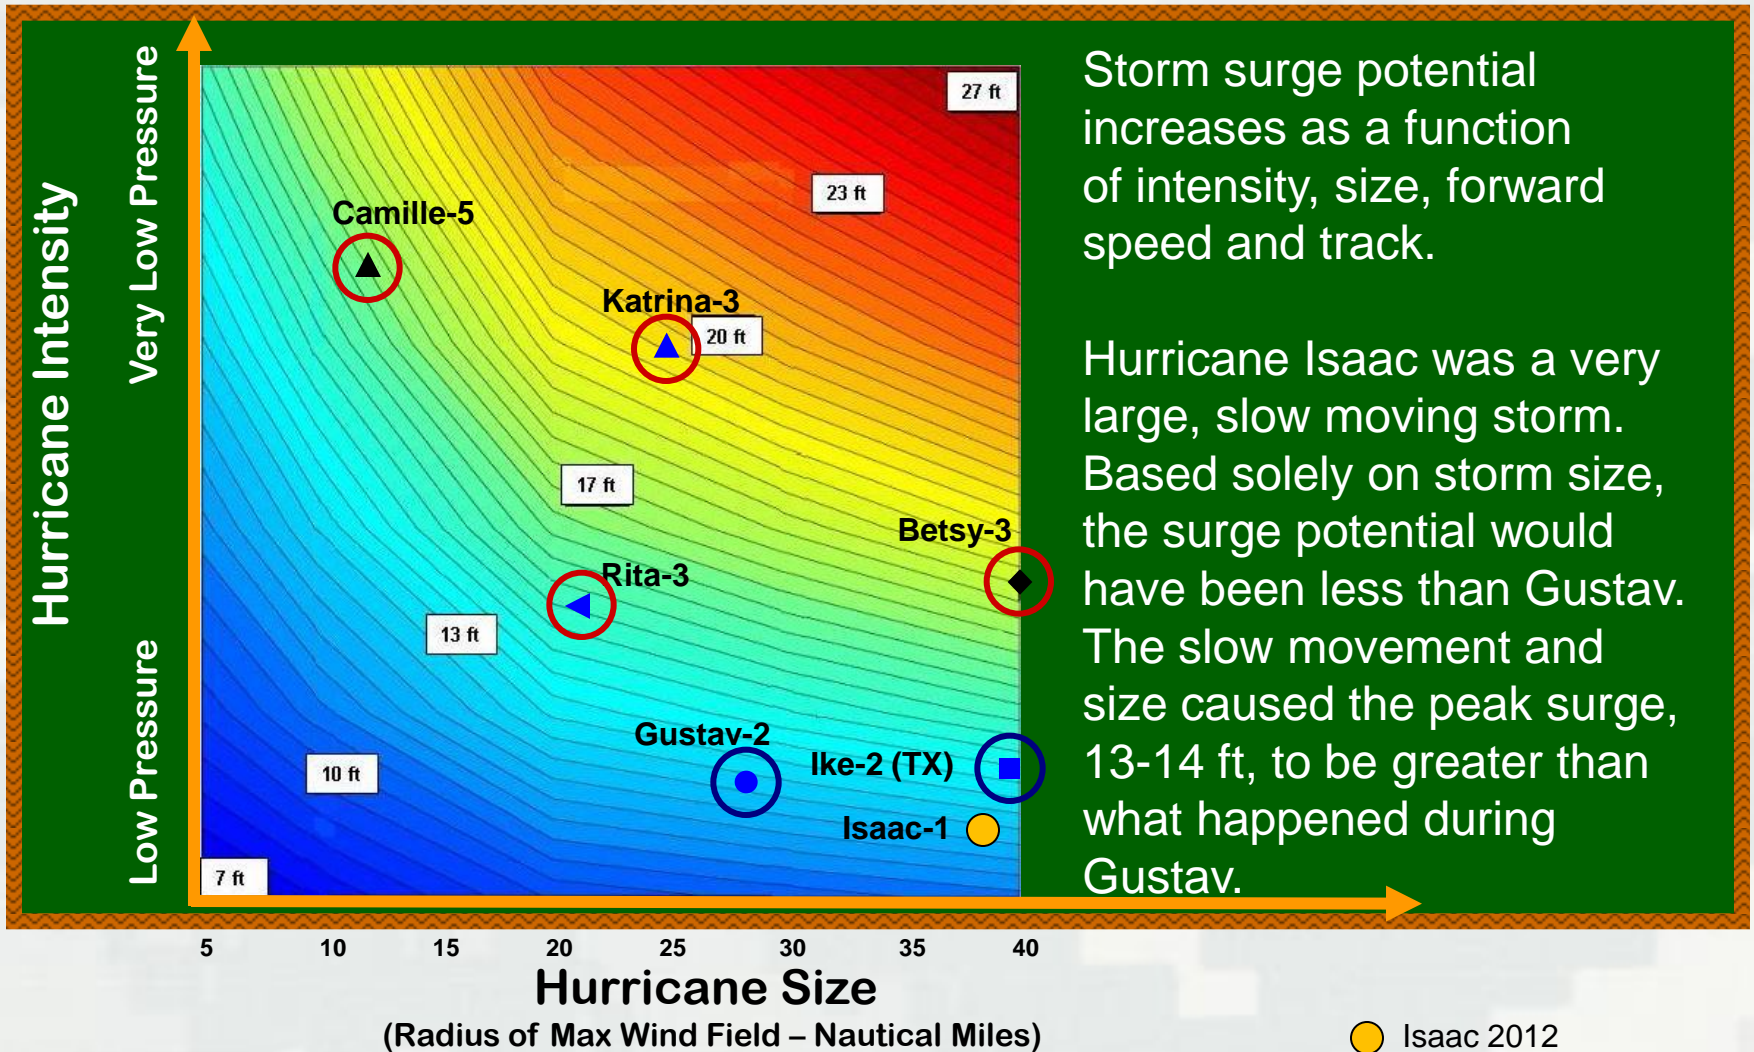 Hurricane Intensity
Very Low Pressure
Low Pressure
27 ft
23 ft
Camille-5
Katrina-3
20 ft
17 ft
Betsy-3
Rita-3
13 ft
Gustav-2
Ike-2 (TX)
10 ft
Isaac-1
7 ft
5 10 15 20 25 30 35 40
Hurricane Size
(Radius of Max Wind Field – Nautical Miles)
Storm surge potential
increases as a function
of intensity, size, forward
speed and track.
Hurricane Isaac was a very
large, slow moving storm.
Based solely on storm size,
the surge potential would
have been less than Gustav.
The slow movement and
size caused the peak surge,
13-14 ft, to be greater than
what happened during
Gustav.
Isaac 2012